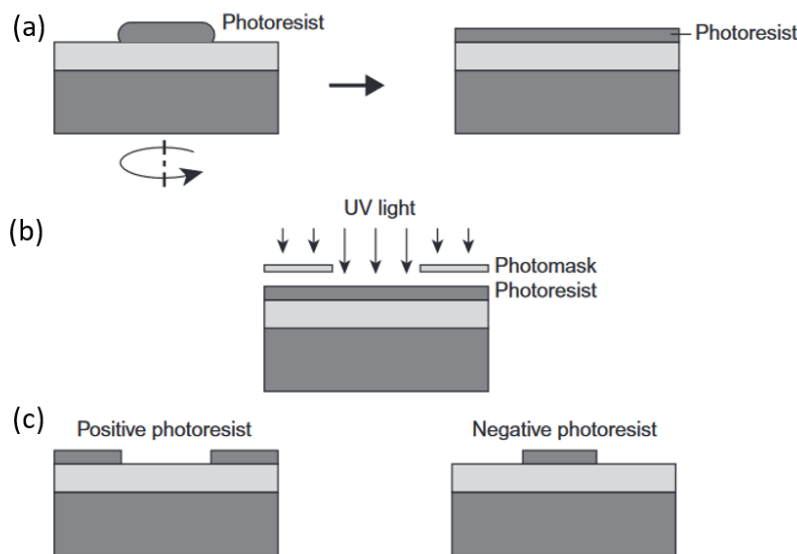 (a)
Photoresist
Photoresist
UV light
(b)
Photomask
Photoresist
(c)
Positive photoresist
Negative photoresist